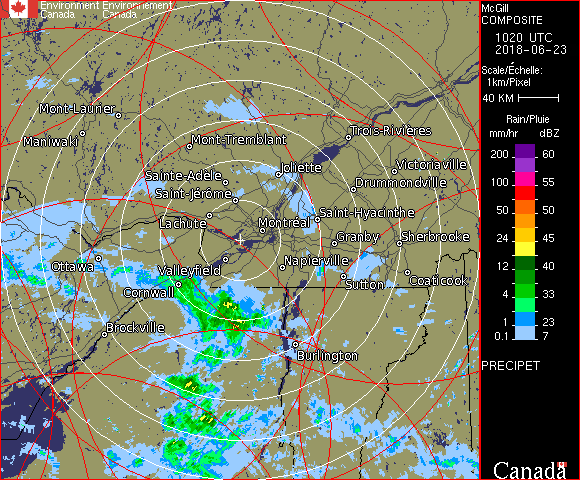 Environment Environnement
Canada Canada
McGill
COMPOSITE
1020 UTC
2018-06-23
Scale/Échelle:
1km/Pixel
40 KM
Rain/Pluie
mm/hr dBZ
200 60
100 55
50 50
24 45
12 40
4 33
1 23
0.1 7
PRECIPET
Canada
Mont-Laurier
Maniwaki
Mont-Tremblant
Trois-Rivières
Joliette
Victoriaville
Sainte-Adèle
Drummondville
Saint-Jérôme
Lachute
Montréal
Saint-Hyacinthe
Granby
Sherbrooke
Ottawa
Valleyfield
Napierville
Coaticook
Sutton
Cornwall
Brockville
Burlington